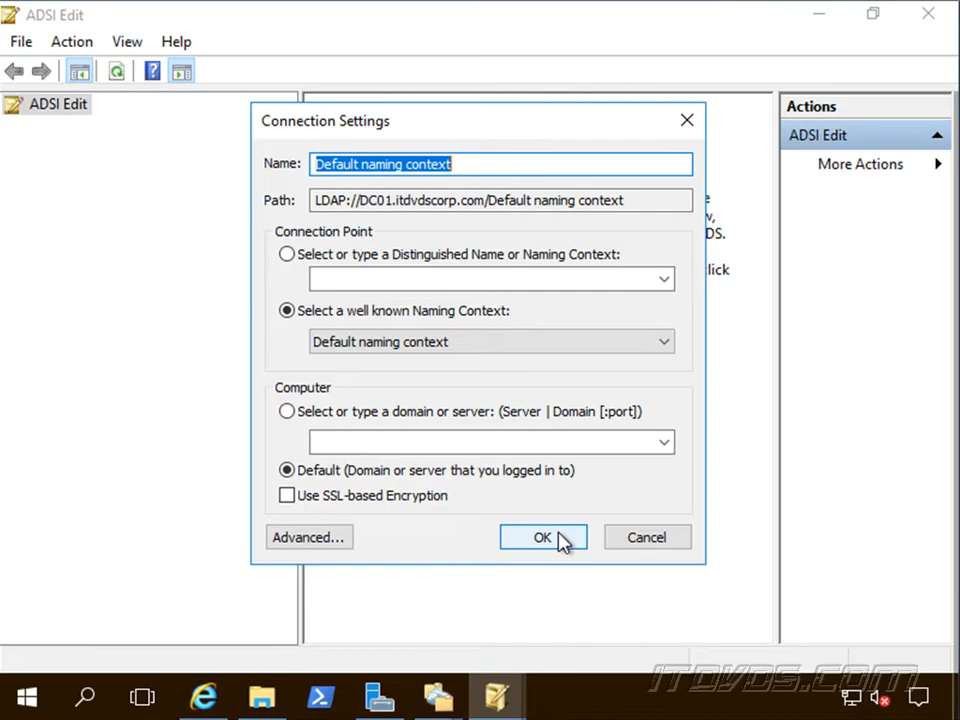 ADSI Edit
File Action View Help
ADSI Edit
Connection Settings
Name: Default naming context
Path: LDAP://DC01.itdvdscorp.com/Default naming context
Connection Point
Select or type a Distinguished Name or Naming Context:
Select a well known Naming Context:
Default naming context
Computer
Select or type a domain or server: (Server | Domain [:port])
Default (Domain or server that you logged in to)
Use SSL-based Encryption
Advanced... OK Cancel
DS.
Actions
ADSI Edit
More Actions
ITDVDS.com